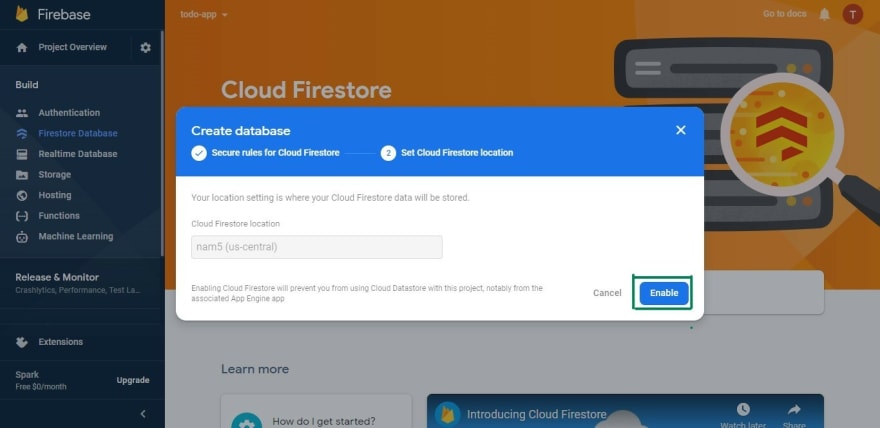 Firebase
Project Overview
Build
Authentication
Firestore Database
Realtime Database
Storage
Hosting
Functions
Machine Learning
Release & Monitor
Crashlytics, Performance, Test La...
Extensions
Spark
Free $0/month
Upgrade
todo-app
Go to docs
T
Cloud Firestore
Create database
Secure rules for Cloud Firestore
2
Set Cloud Firestore location
Your location setting is where your Cloud Firestore data will be stored.
Cloud Firestore location
nam5 (us-central)
Enabling Cloud Firestore will prevent you from using Cloud Datastore with this project, notably from the
associated App Engine app
Cancel
Enable
Learn more
How do I get started?
Introducing Cloud Firestore
Watch later
Share